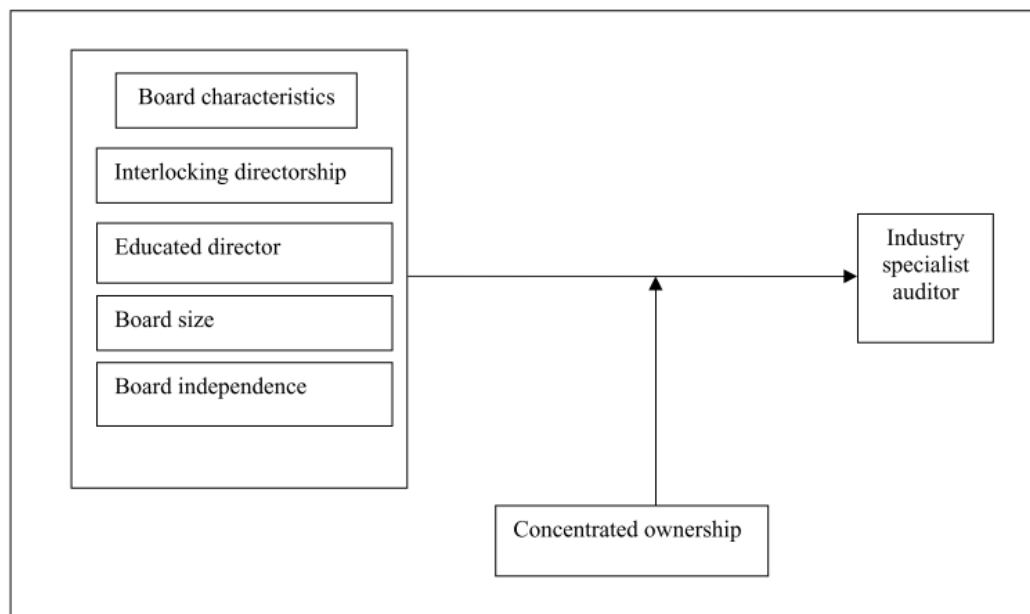 Board characteristics
Interlocking directorship
Educated director
Board size
Board independence
Industry
specialist
auditor
Concentrated ownership